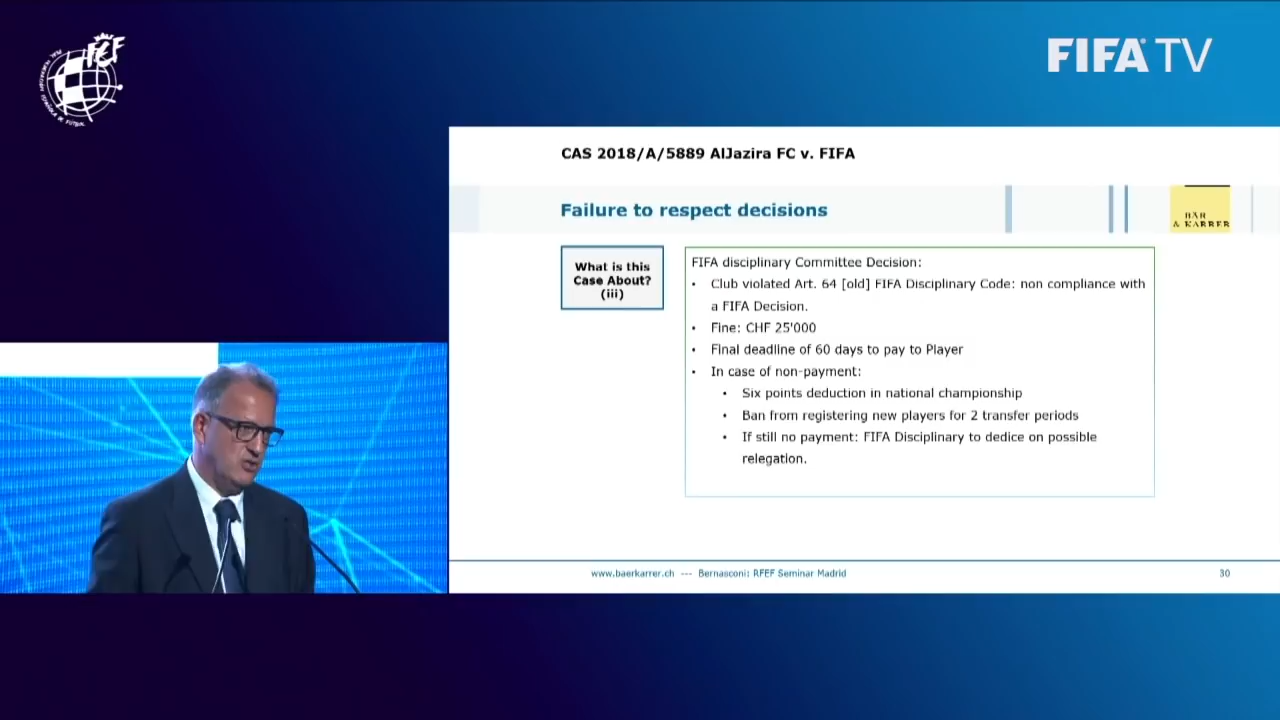 FIFA TV
CAS 2018/A/5889 AlJazira FC v. FIFA
Failure to respect decisions
BÄR
& KARRER
What is this
Case About?
(iii)
FIFA disciplinary Committee Decision:
• Club violated Art. 64 [old] FIFA Disciplinary Code: non compliance with
a FIFA Decision.
• Fine: CHF 25'000
• Final deadline of 60 days to pay to Player
• In case of non-payment:
• Six points deduction in national championship
• Ban from registering new players for 2 transfer periods
• If still no payment: FIFA Disciplinary to dedice on possible
relegation.
www.baerkarrer.ch --- Bernasconi: RFEF Seminar Madrid
30